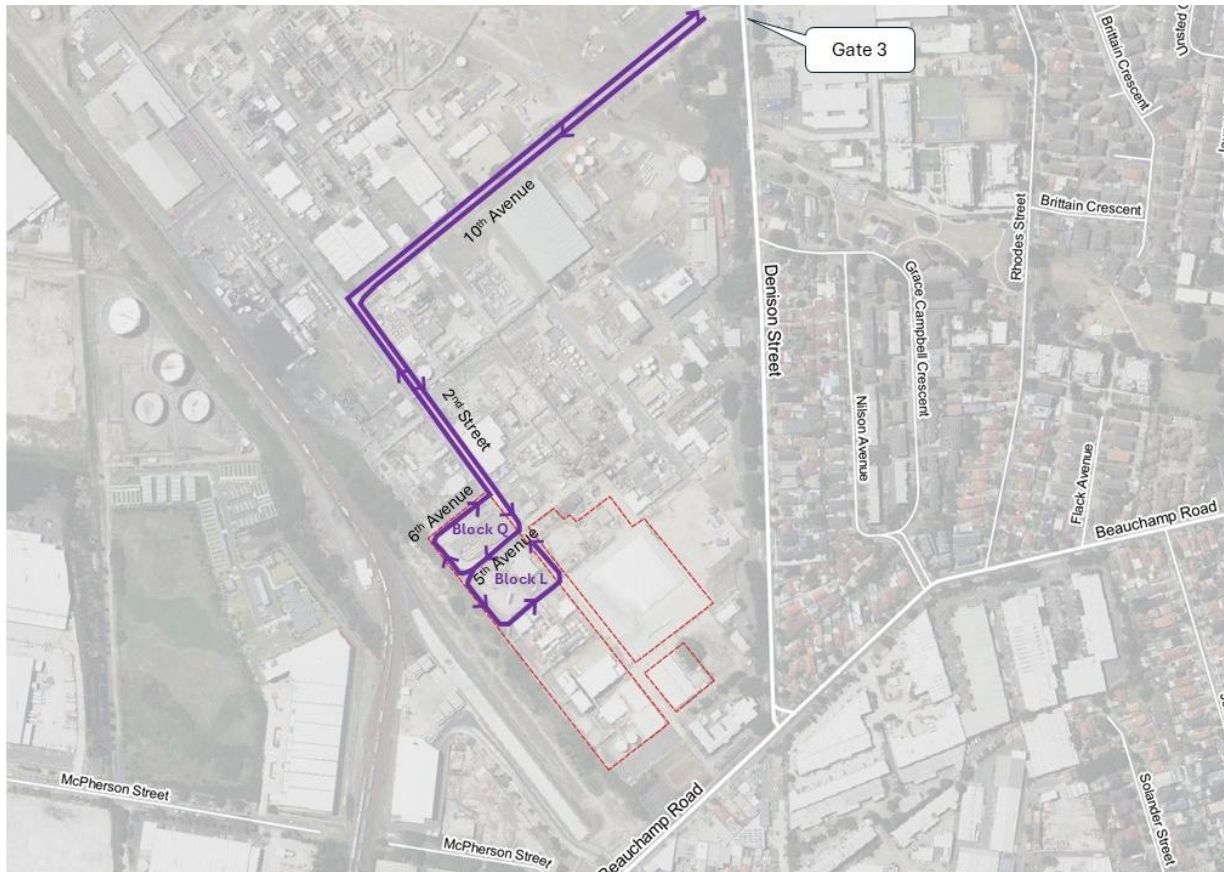 Gate 3
Brittain Crescent
10th Avenue
Brittain Crescent
Rhodes Street
Denison Street
Grace Campbell Crescent
Nilson Avenue
2nd Street
Flack Avenue
Beauchamp Road
6th Avenue
Block Q
5th Avenue
Block L
McPherson Street
McPherson Street
Beauchamp Road
Solander Street